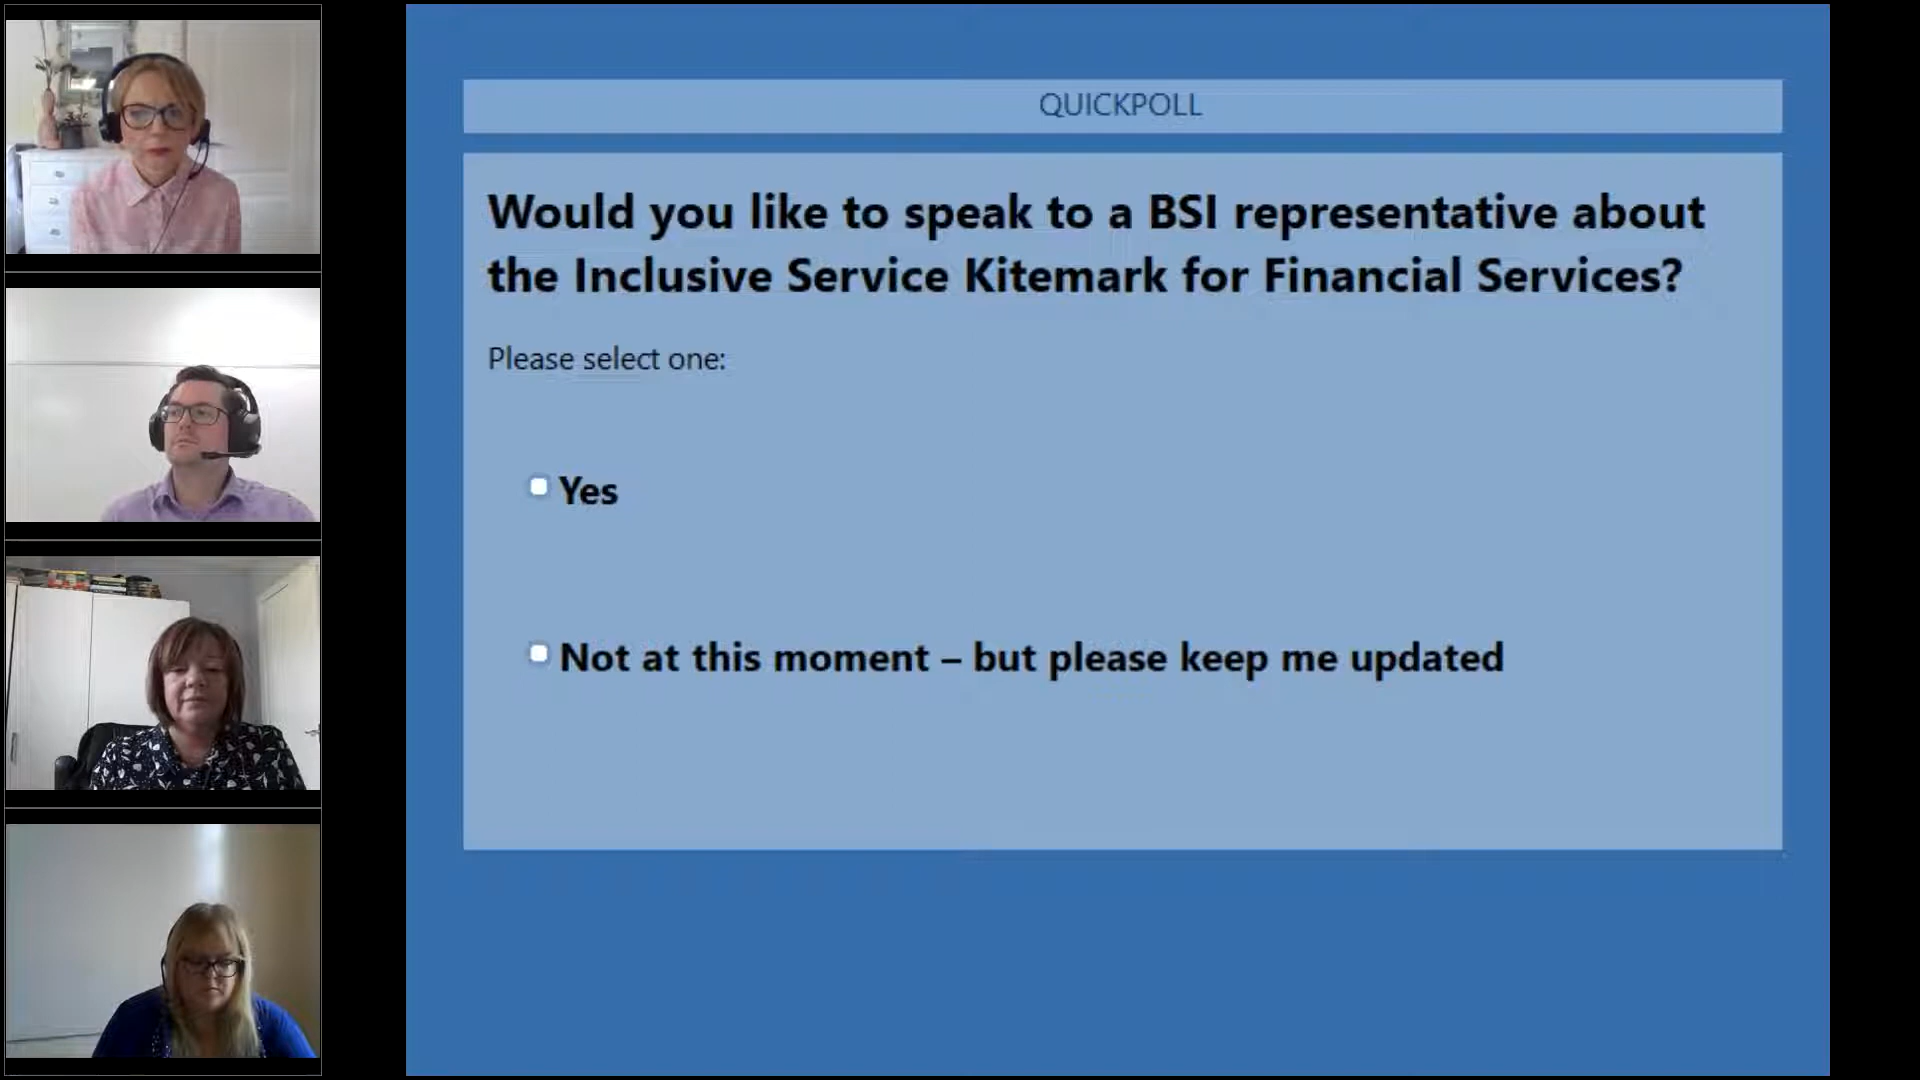 QUICKPOLL
Would you like to speak to a BSI representative about
the Inclusive Service Kitemark for Financial Services?
Please select one:
Yes
Not at this moment – but please keep me updated